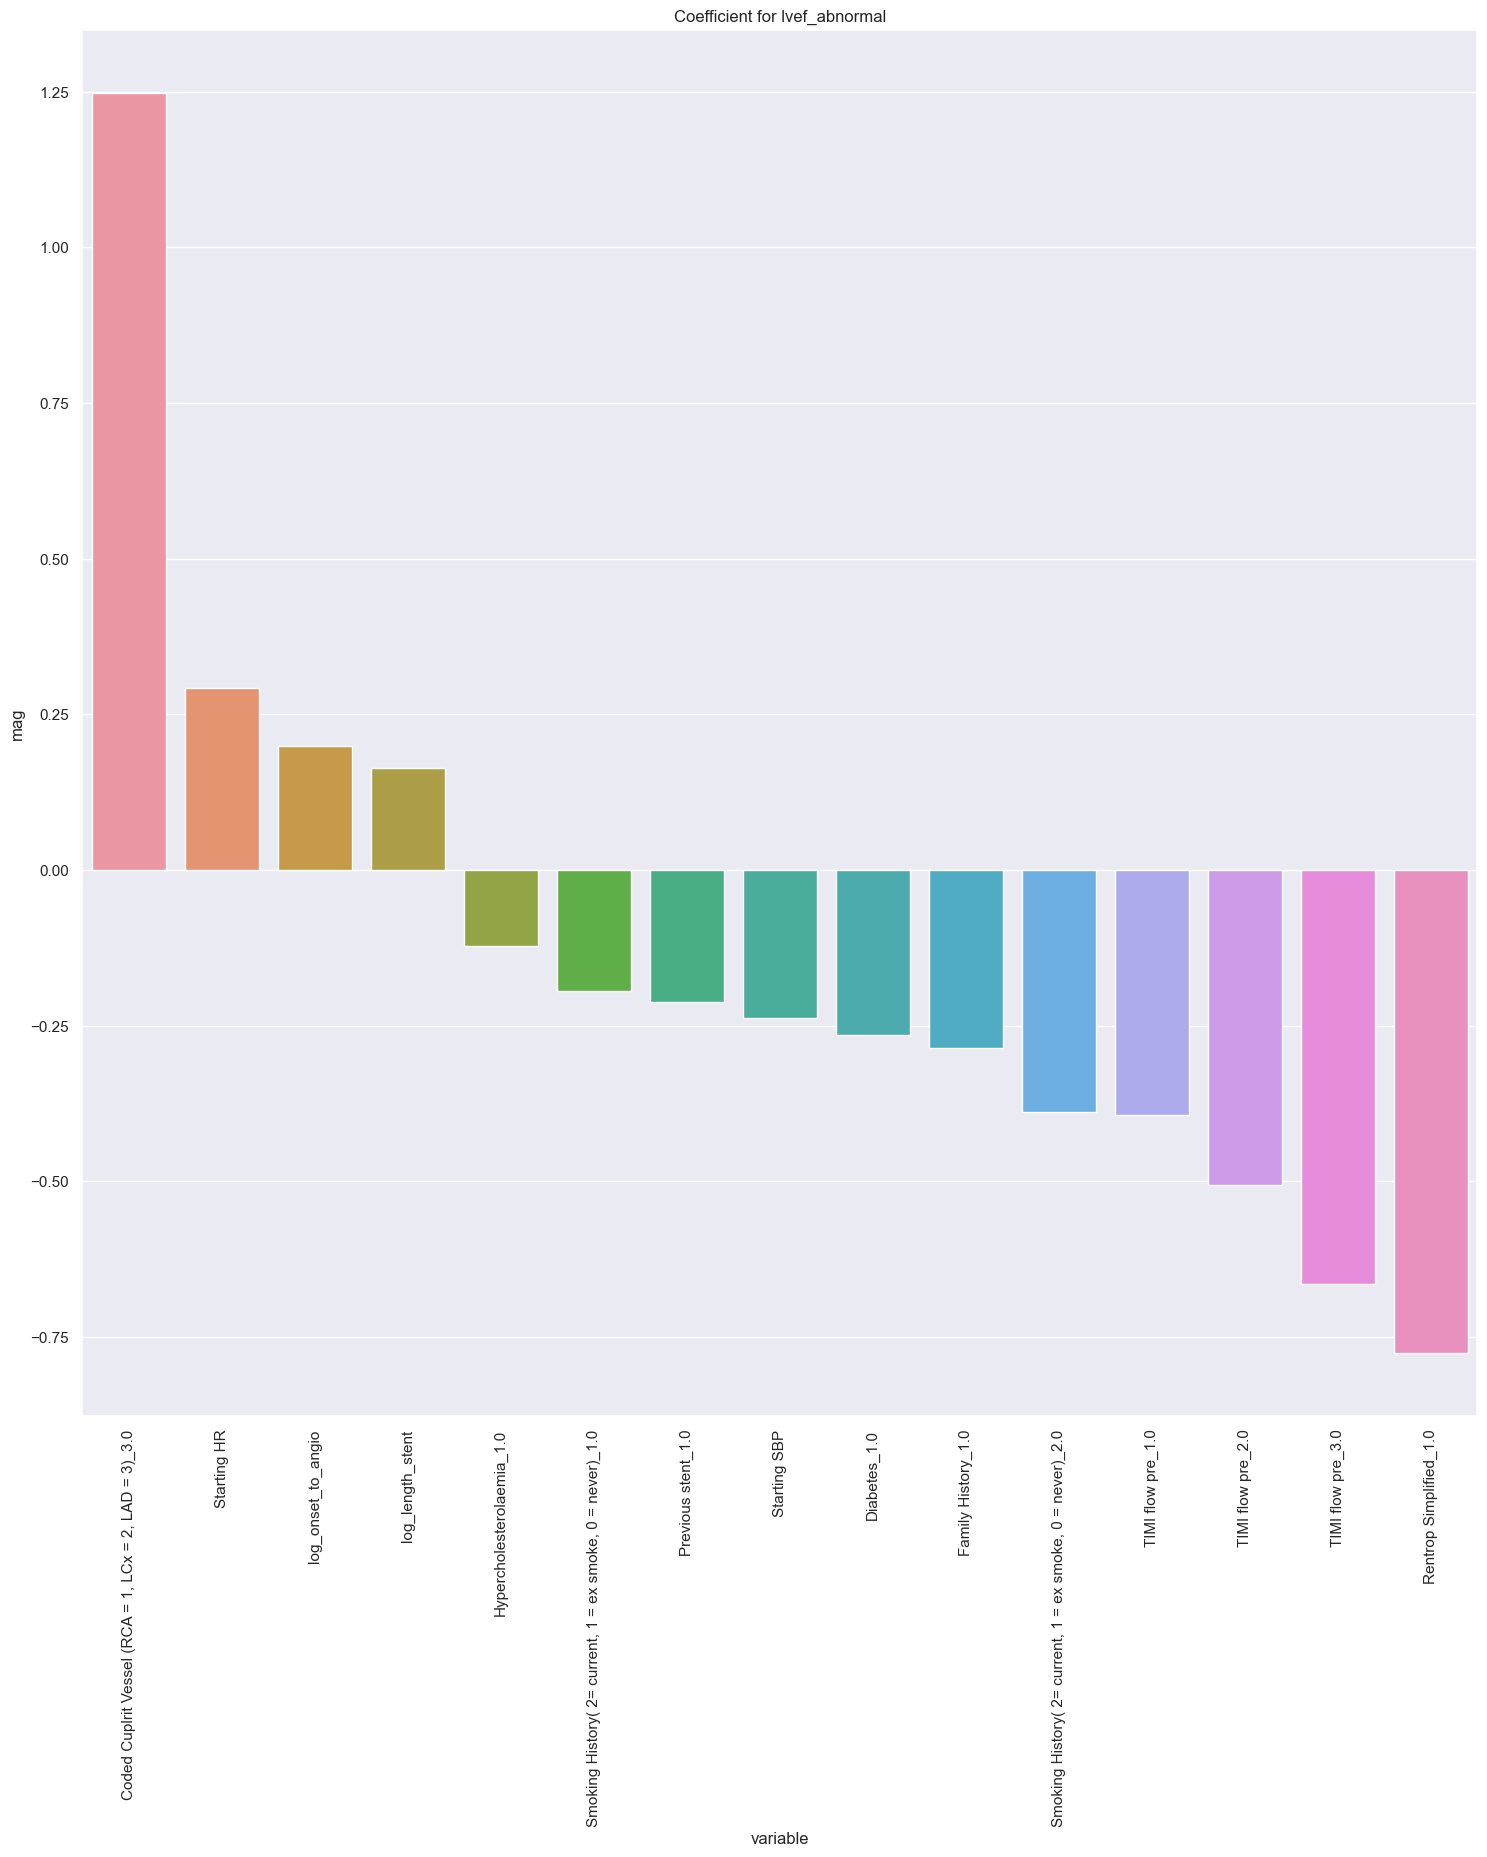 Coefficient for lvef_abnormal
1.25
1.00
0.75
0.50
0.25
0.00
−0.25
−0.50
−0.75
mag
Coded Cuplrit Vessel (RCA = 1, LCx = 2, LAD = 3)_3.0
Starting HR
log_onset_to_angio
log_length_stent
Hypercholesterolaemia_1.0
Smoking History( 2= current, 1 = ex smoke, 0 = never)_1.0
Previous stent_1.0
Starting SBP
Diabetes_1.0
Family History_1.0
Smoking History( 2= current, 1 = ex smoke, 0 = never)_2.0
TIMI flow pre_1.0
TIMI flow pre_2.0
TIMI flow pre_3.0
Rentrop Simplified_1.0
variable